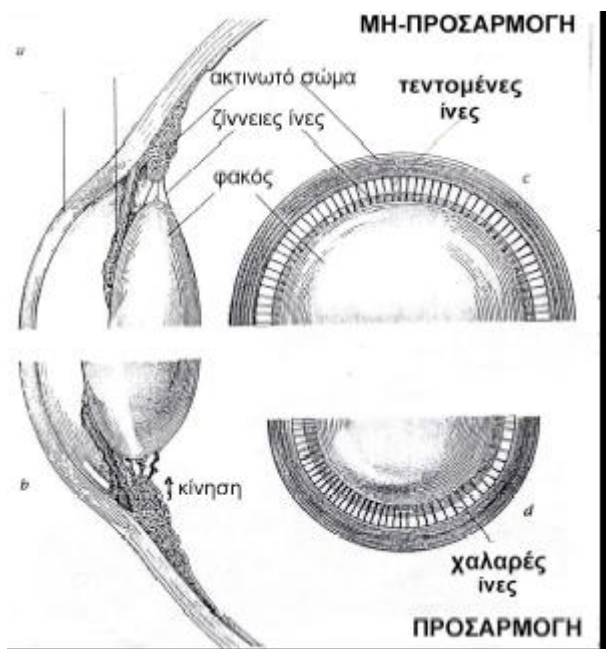 ΜΗ-ΠΡΟΣΑΡΜΟΓΗ
a
ακτινωτό σώμα
τεντομένες
ίνες
ζίννειες ίνες
φακός
c
b
κίνηση
d
χαλαρές
ίνες
ΠΡΟΣΑΡΜΟΓΗ